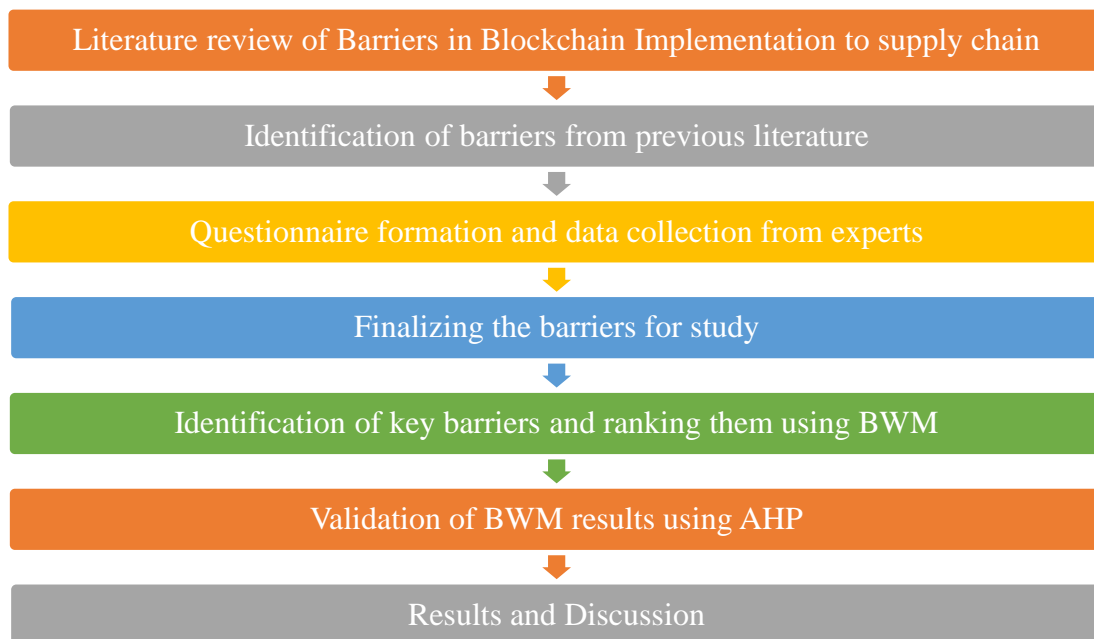 Literature review of Barriers in Blockchain Implementation to supply chain
Identification of barriers from previous literature
Questionnaire formation and data collection from experts
Finalizing the barriers for study
Identification of key barriers and ranking them using BWM
Validation of BWM results using AHP
Results and Discussion